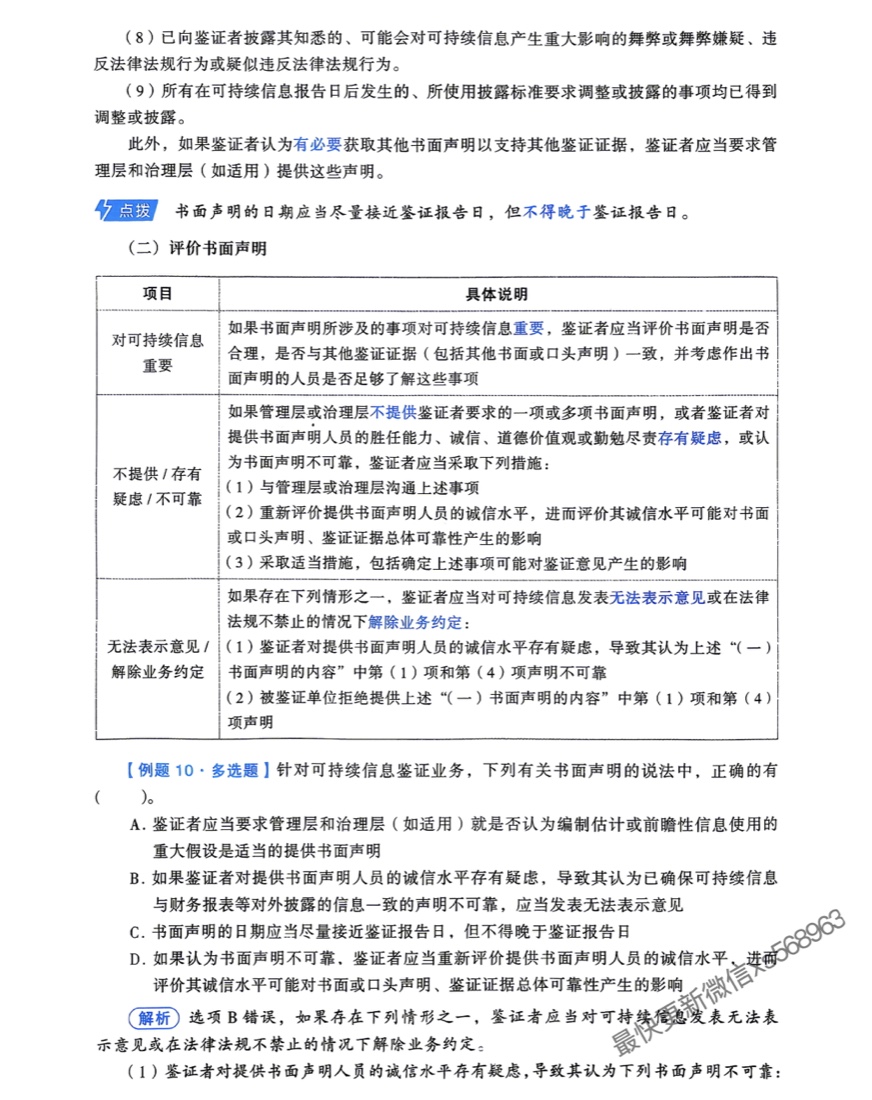 （8）已向鉴证者披露其知悉的、可能会对可持续信息产生重大影响的舞弊或舞弊嫌疑、违
反法律法规行为或疑似违反法律法规行为。
（9）所有在可持续信息报告日后发生的、所使用披露标准要求调整或披露的事项均已得到
调整或披露。
此外，如果鉴证者认为有必要获取其他书面声明以支持其他鉴证证据，鉴证者应当要求管
理层和治理层（如适用）提供这些声明。
点拨 书面声明的日期应当尽量接近鉴证报告日，但不得晚于鉴证报告日。
（二）评价书面声明
项目 具体说明
对可持续信息
重要
如果书面声明所涉及的事项对可持续信息重要，鉴证者应当评价书面声明是否
合理，是否与其他鉴证证据（包括其他书面或口头声明）一致，并考虑作出书
面声明的人员是否足够了解这些事项
不提供/存有
疑虑/不可靠
如果管理层或治理层不提供鉴证者要求的一项或多项书面声明，或者鉴证者对
提供书面声明人员的胜任能力、诚信、道德价值观或勤勉尽责存有疑虑，或认
为书面声明不可靠，鉴证者应当采取下列措施：
（1）与管理层或治理层沟通上述事项
（2）重新评价提供书面声明人员的诚信水平，进而评价其诚信水平可能对书面
或口头声明、鉴证证据总体可靠性产生的影响
（3）采取适当措施，包括确定上述事项可能对鉴证意见产生的影响
无法表示意见/
解除业务约定
如果存在下列情形之一，鉴证者应当对可持续信息发表无法表示意见或在法律
法规不禁止的情况下解除业务约定：
（1）鉴证者对提供书面声明人员的诚信水平存有疑虑，导致其认为上述“（一）
书面声明的内容”中第（1）项和第（4）项声明不可靠
（2）被鉴证单位拒绝提供上述“（一）书面声明的内容”中第（1）项和第（4）
项声明
【例题 10·多选题】针对可持续信息鉴证业务，下列有关书面声明的说法中，正确的有
（ ）。
A. 鉴证者应当要求管理层和治理层（如适用）就是否认为编制估计或前瞻性信息使用的
重大假设是适当的提供书面声明
B. 如果鉴证者对提供书面声明人员的诚信水平存有疑虑，导致其认为已确保可持续信息
与财务报表等对外披露的信息一致的声明不可靠，应当发表无法表示意见
C. 书面声明的日期应当尽量接近鉴证报告日，但不得晚于鉴证报告日
D. 如果认为书面声明不可靠，鉴证者应当重新评价提供书面声明人员的诚信水平，进而
评价其诚信水平可能对书面或口头声明、鉴证证据总体可靠性产生的影响
解析 选项 B 错误，如果存在下列情形之一，鉴证者应当对可持续信息发表无法表
示意见或在法律法规不禁止的情况下解除业务约定。
（1）鉴证者对提供书面声明人员的诚信水平存有疑虑，导致其认为下列书面声明不可靠：